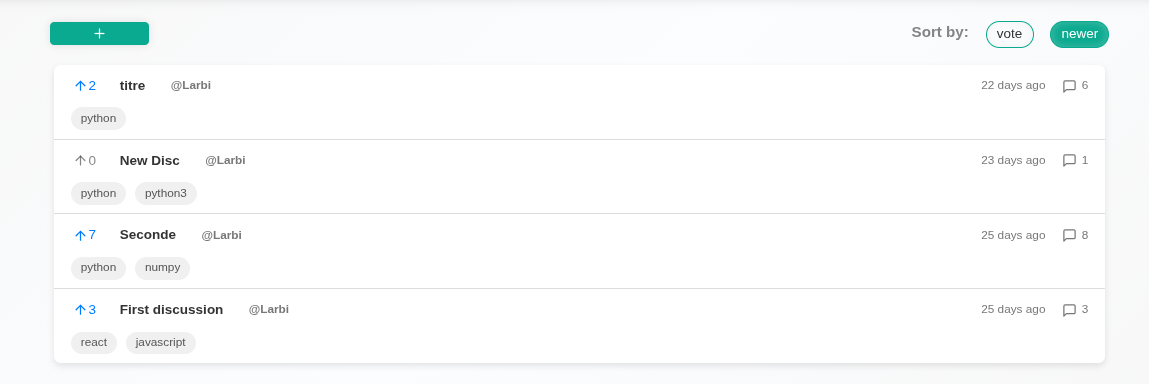 + Sort by: vote newer
2 titre @Larbi 22 days ago 6
python
0 New Disc @Larbi 23 days ago 1
python python3
7 Seconde @Larbi 25 days ago 8
python numpy
3 First discussion @Larbi 25 days ago 3
react javascript